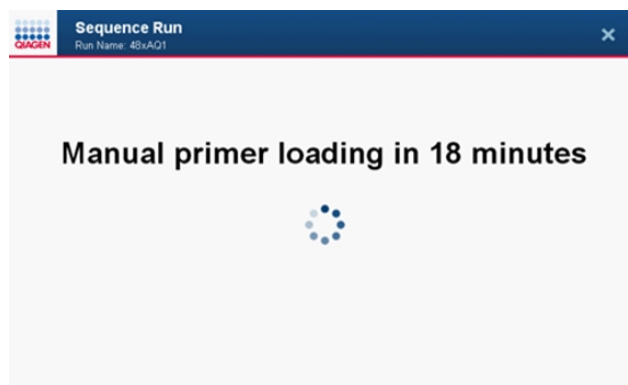 QIAGEN
Sequence Run
Run Name: 48xAQ1
Manual primer loading in 18 minutes